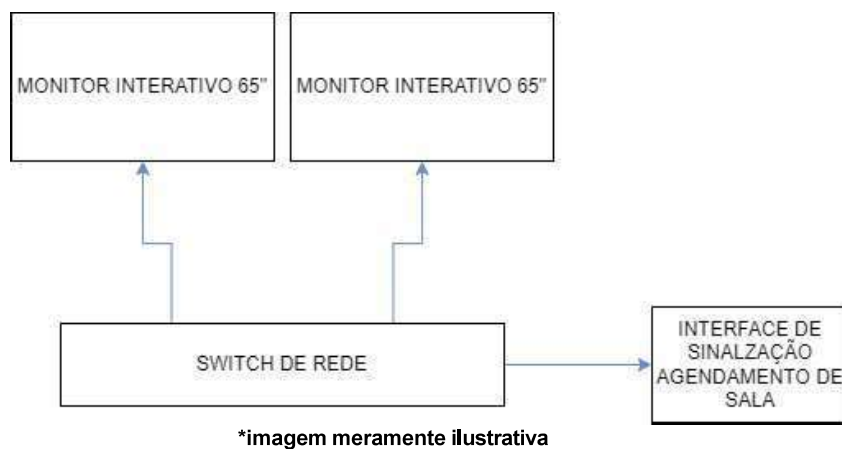 MONITOR INTERATIVO 65"
MONITOR INTERATIVO 65"
SWITCH DE REDE
INTERFACE DE
SINALZAÇÃO
AGENDAMENTO DE
SALA
*imagem meramente ilustrativa